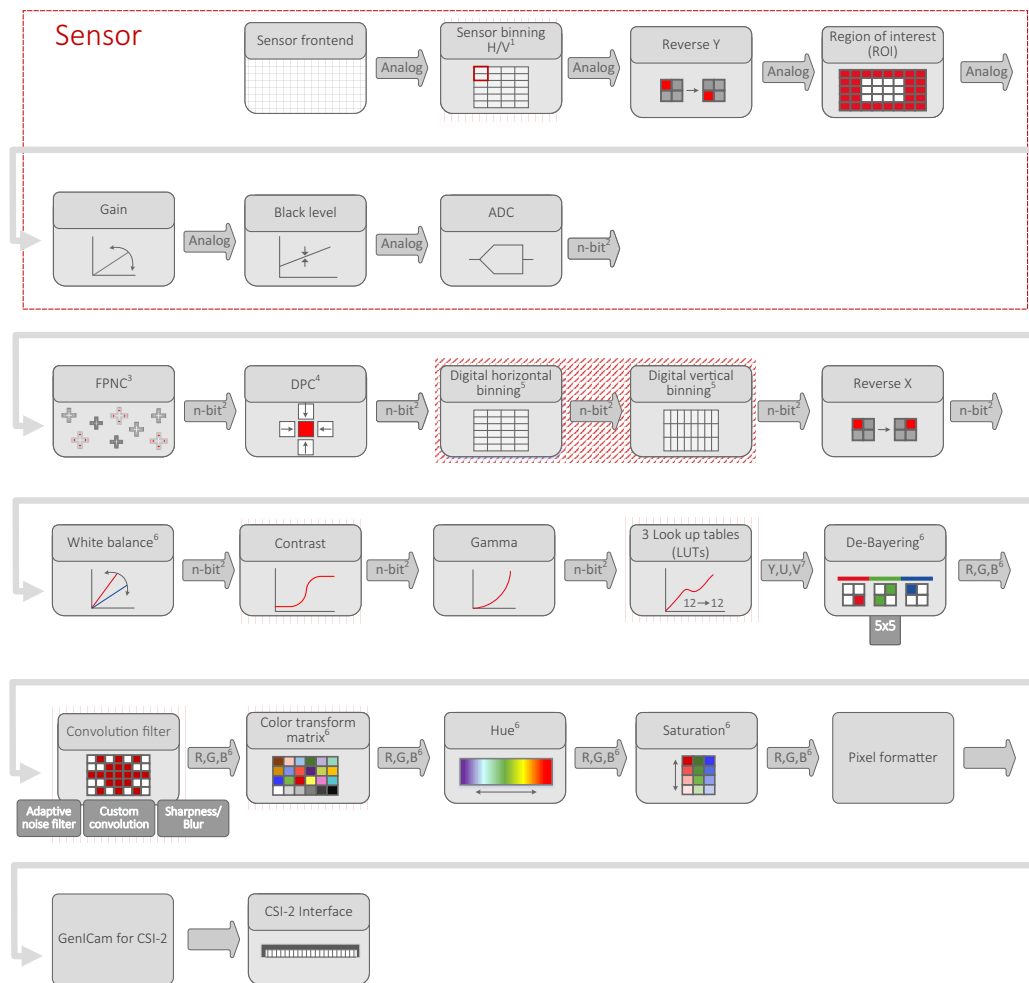 Sensor
Sensor frontend
Analog
Sensor binning
H/V¹
Analog
Reverse Y
Analog
Region of interest
(ROI)
Analog
Gain
Analog
Black level
Analog
ADC
n-bit²
FPNC³
n-bit²
DPC⁴
n-bit²
Digital horizontal
binning⁵
n-bit²
Digital vertical
binning⁵
n-bit²
Reverse X
n-bit²
White balance⁶
n-bit²
Contrast
n-bit²
Gamma
n-bit²
3 Look up tables
(LUTs)
12→12
Y,U,V⁷
De-Bayering⁶
5x5
R,G,B⁶
Convolution filter
Adaptive
noise filter
Custom
convolution
Sharpness/
Blur
R,G,B⁶
Color transform
matrix⁶
R,G,B⁶
Hue⁶
R,G,B⁶
Saturation⁶
R,G,B⁶
Pixel formatter
GenICam for CSI-2
CSI-2 Interface